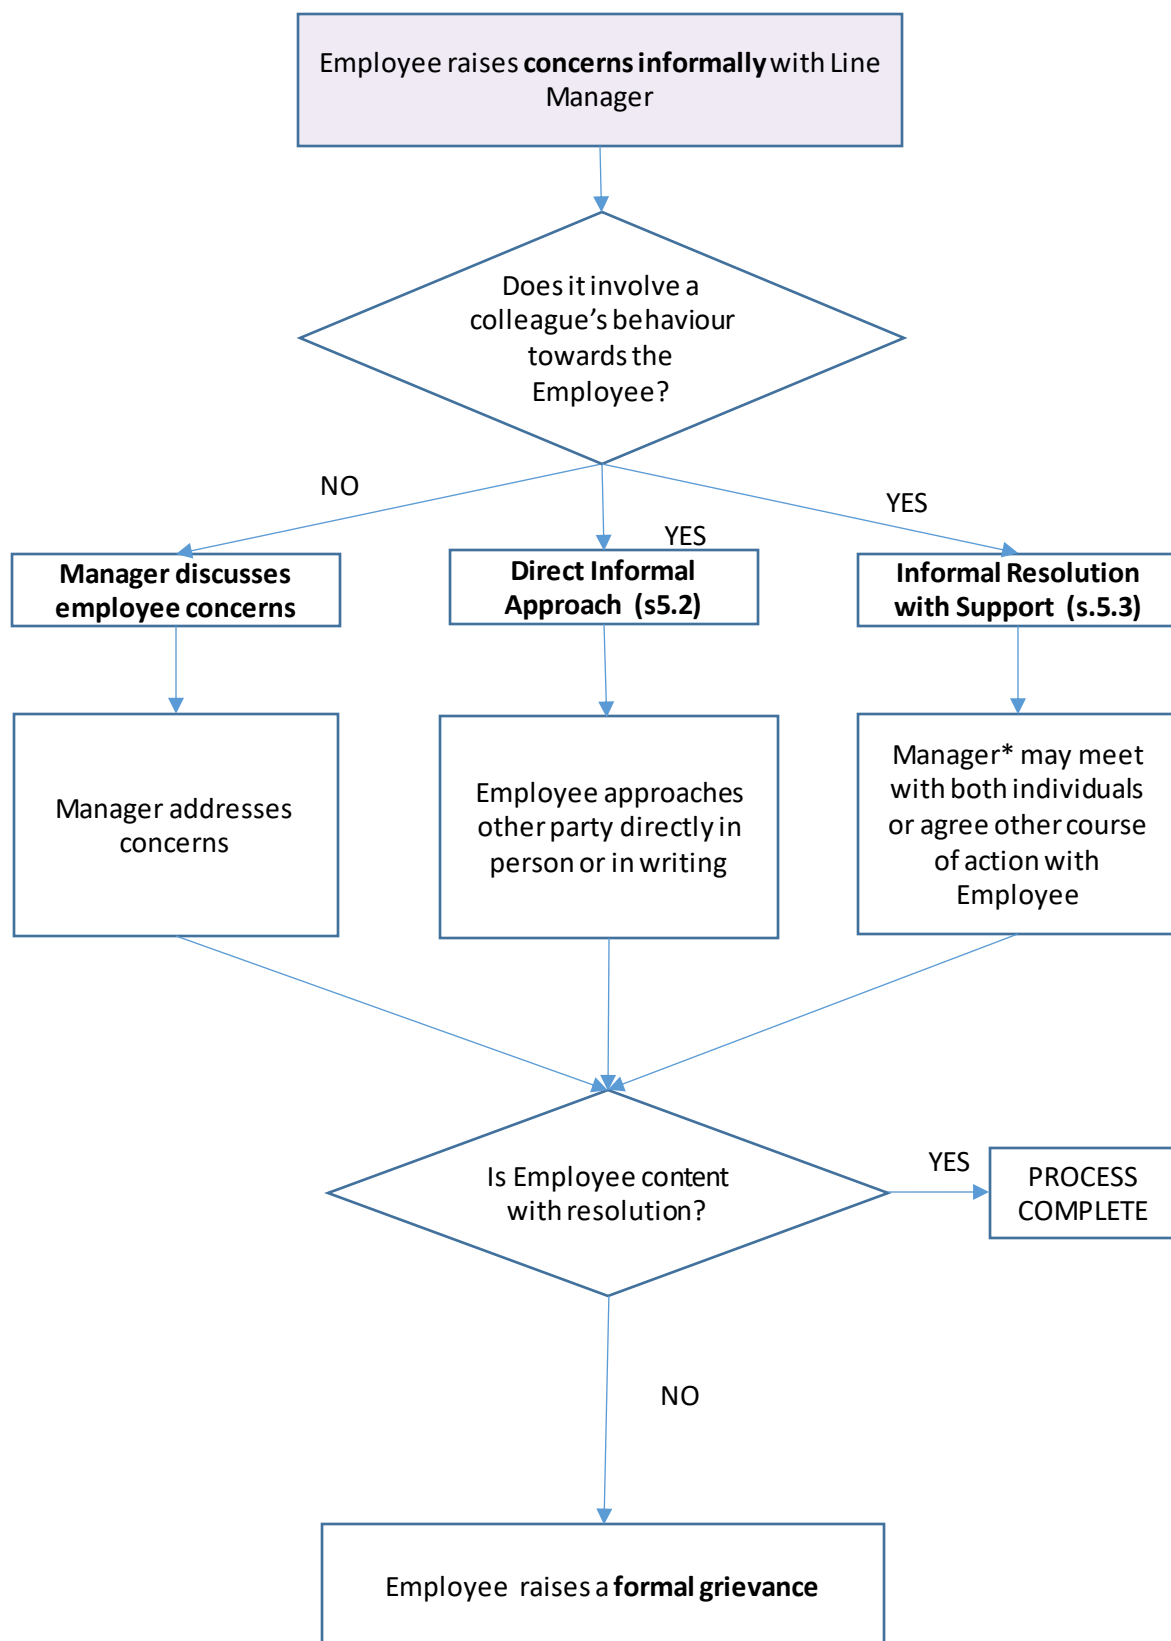 Employee raises concerns informally with Line
Manager
Does it involve a
colleague’s behaviour
towards the
Employee?
NO
YES
YES
Manager discusses
employee concerns
Direct Informal
Approach (s5.2)
Informal Resolution
with Support (s.5.3)
Manager addresses
concerns
Employee approaches
other party directly in
person or in writing
Manager* may meet
with both individuals
or agree other course
of action with
Employee
Is Employee content
with resolution?
YES
PROCESS
COMPLETE
NO
Employee raises a formal grievance